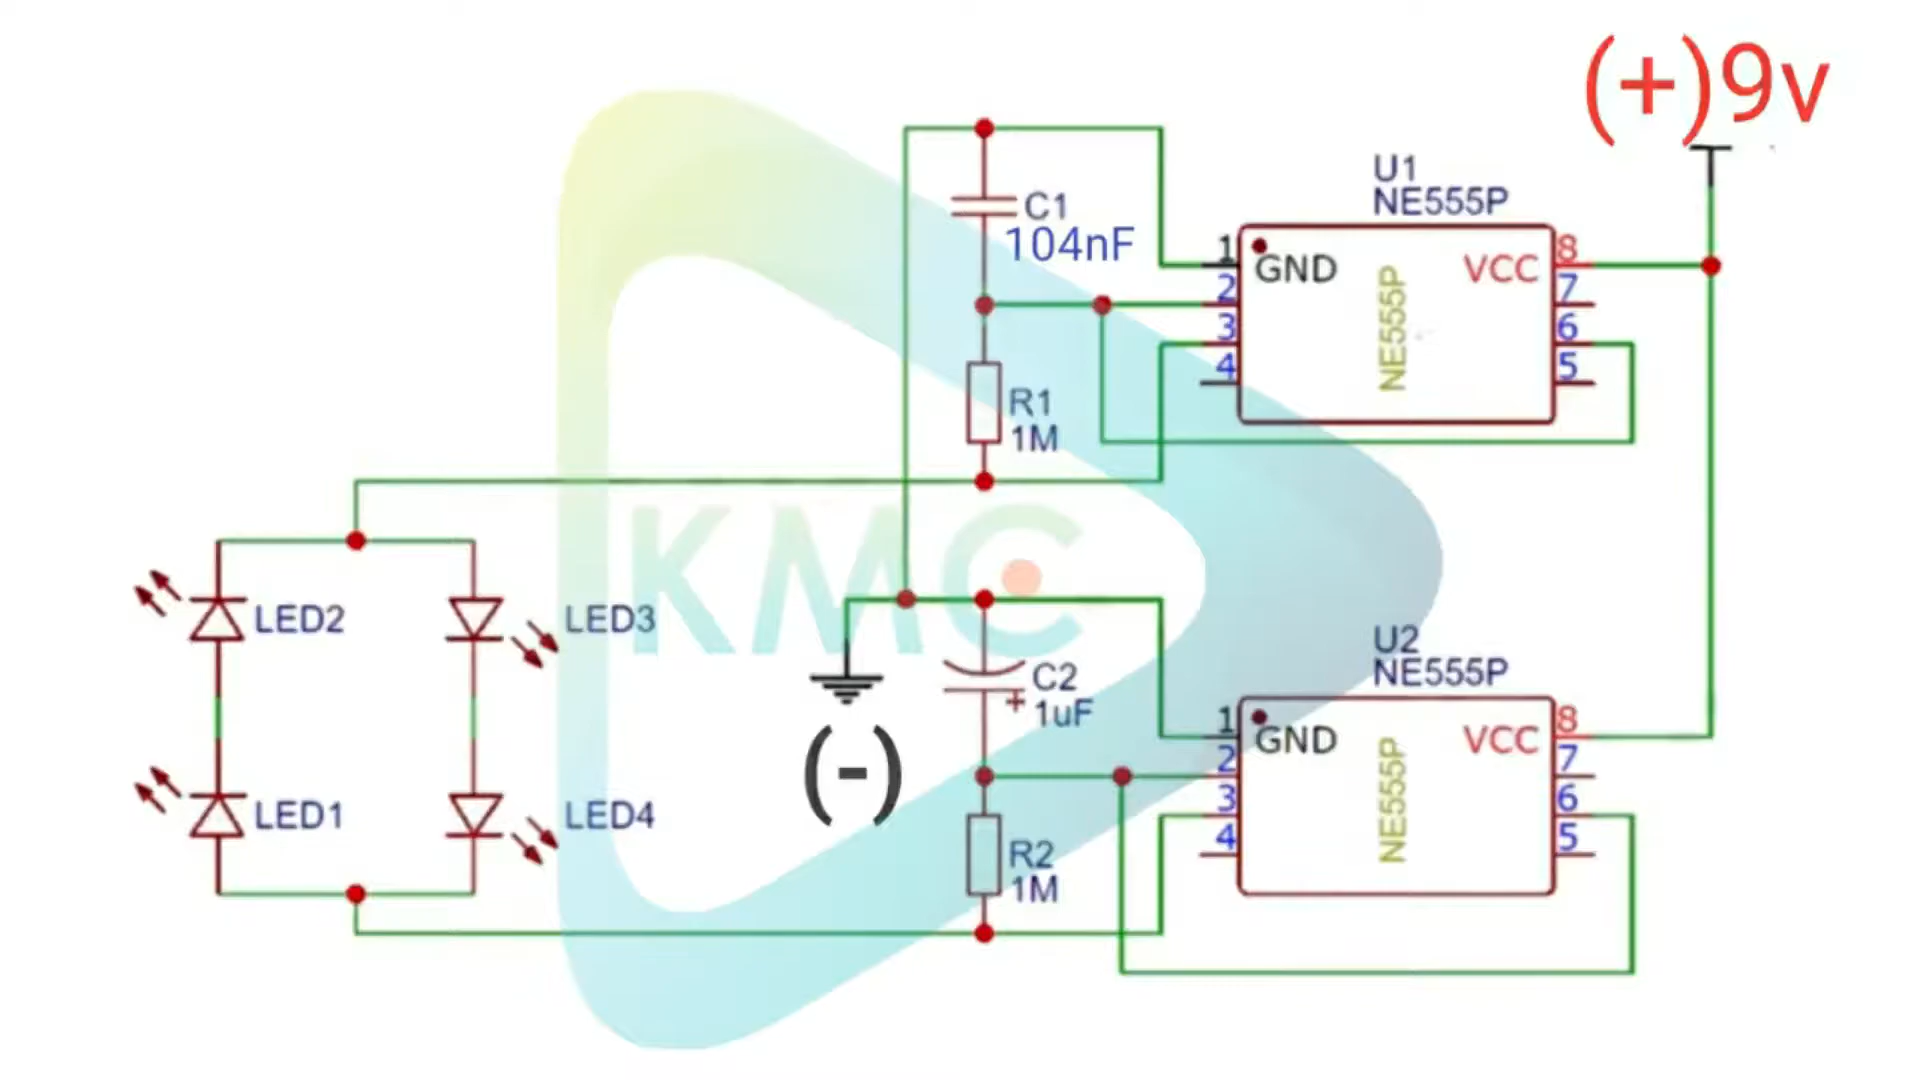 (+)9v
U1
NE555P
C1
104nF
1
GND
VCC
8
2
7
3
6
4
5
NE555P
R1
1M
KMC
LED2
LED3
C2
1uF
+
(-)
U2
NE555P
1
GND
VCC
8
2
7
3
6
4
5
NE555P
LED1
LED4
R2
1M